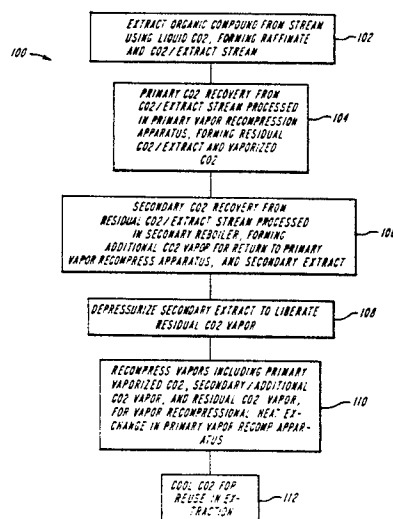 100
EXTRACT ORGANIC COMPOUND FROM STREAM
USING LIQUID CO2, FORMING RAFFINATE
AND CO2/EXTRACT STREAM
102
PRIMARY CO2 RECOVERY FROM
CO2/EXTRACT STREAM PROCESSED
IN PRIMARY VAPOR RECOMPRESSION
APPARATUS, FORMING RESIDUAL
CO2/EXTRACT AND VAPORIZED
CO2
104
SECONDARY CO2 RECOVERY FROM
RESIDUAL CO2/EXTRACT STREAM PROCESSED
IN SECONARY REBOILER, FORMING
ADDITIONAL CO2 VAPOR FOR RETURN TO PRIMARY
VAPOR RECOMPRESS APPARATUS, AND SECONDARY EXTRACT
106
DEPRESSURIZE SECONDARY EXTRACT TO LIBERATE
RESIDUAL CO2 VAPOR
108
RECOMPRESS VAPORS INCLUDING PRIMARY
VAPORIZED CO2, SECONDARY/ADDITIONAL
CO2 VAPOR, AND RESIDUAL CO2 VAPOR,
FOR VAPOR RECOMPRESSIONAL HEAT EX-
CHANGE IN PRIMARY VAPOR RECOMP APPAR-
ATUS
110
COOL CO2 FOR
REUSE IN EX-
TRACTION
112